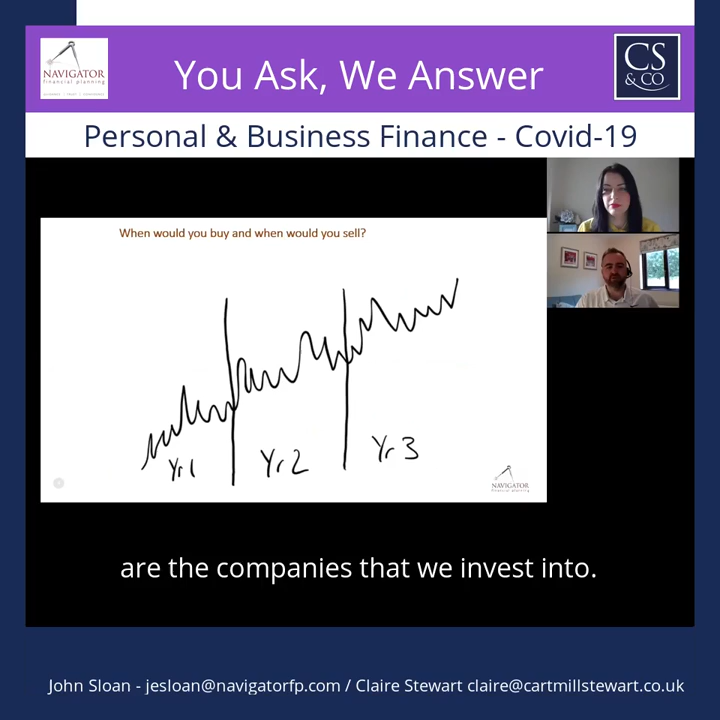 NAVIGATOR
financial planning
You Ask, We Answer
CS
& CO
Personal & Business Finance - Covid-19
When would you buy and when would you sell?
Yr 1
Yr 2
Yr 3
NAVIGATOR
financial planning
are the companies that we invest into.
John Sloan - jesloan@navigatorfp.com / Claire Stewart claire@cartmillstewart.co.uk